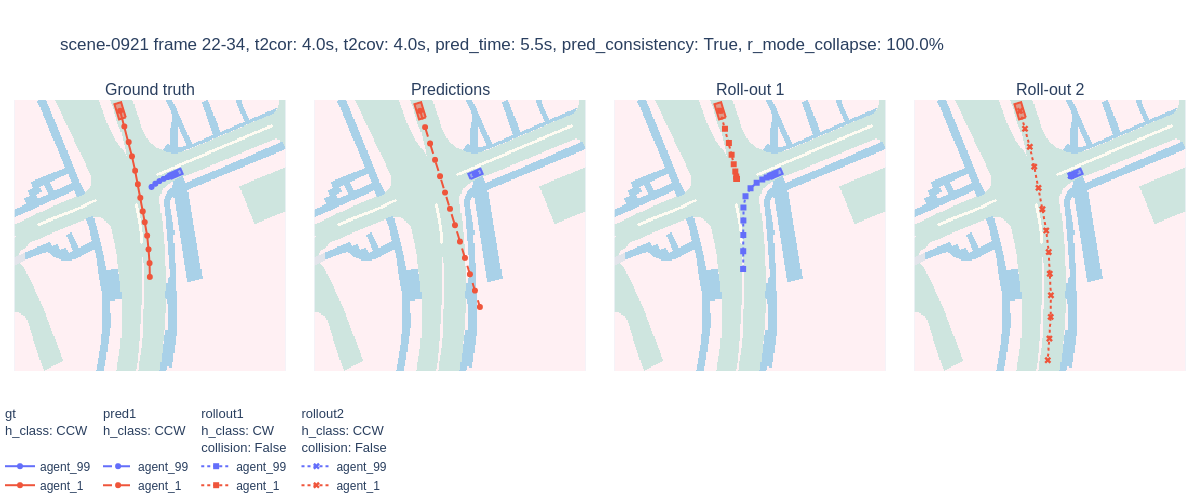 scene-0921 frame 22-34, t2cor: 4.0s, t2cov: 4.0s, pred_time: 5.5s, pred_consistency: True, r_mode_collapse: 100.0%
Ground truth
Predictions
Roll-out 1
Roll-out 2
gt
h_class: CCW
agent_99
agent_1
pred1
h_class: CCW
agent_99
agent_1
rollout1
h_class: CW
collision: False
agent_99
agent_1
rollout2
h_class: CCW
collision: False
agent_99
agent_1